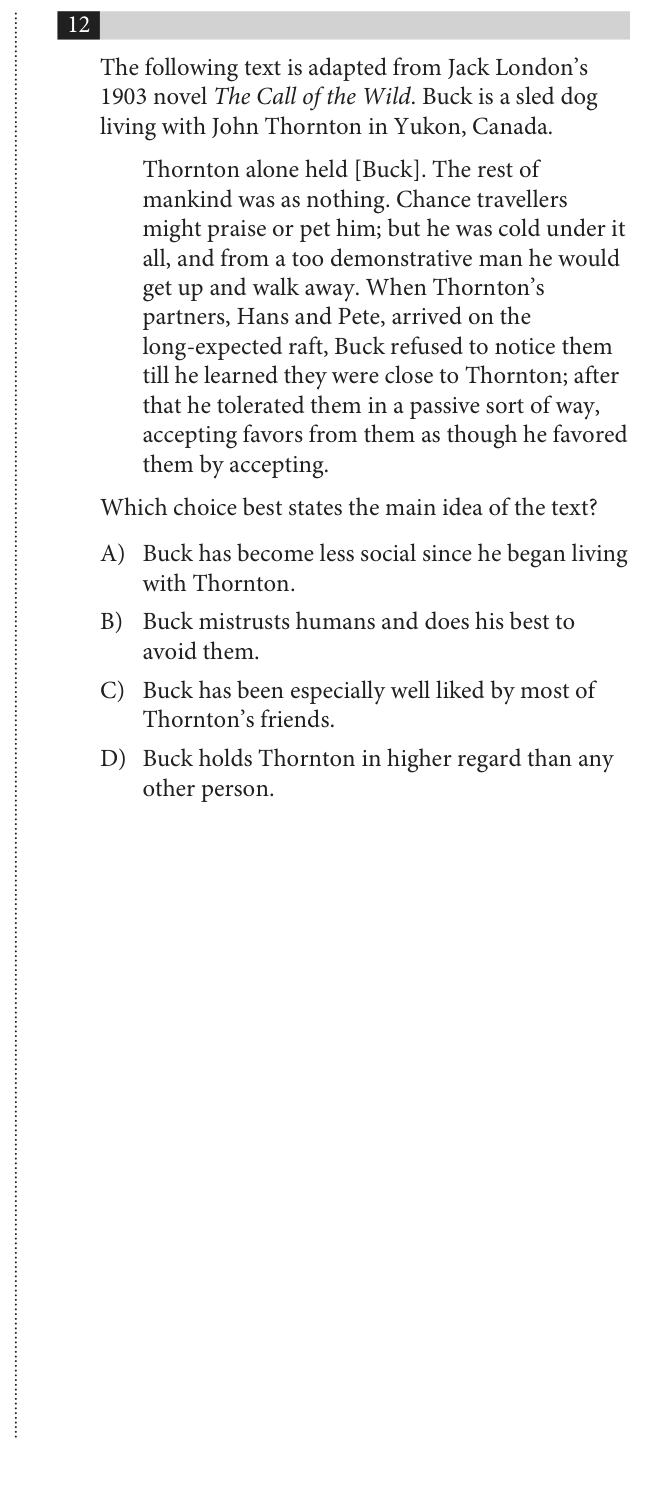 12
The following text is adapted from Jack London’s
1903 novel The Call of the Wild. Buck is a sled dog
living with John Thornton in Yukon, Canada.
Thornton alone held [Buck]. The rest of
mankind was as nothing. Chance travellers
might praise or pet him; but he was cold under it
all, and from a too demonstrative man he would
get up and walk away. When Thornton’s
partners, Hans and Pete, arrived on the
long-expected raft, Buck refused to notice them
till he learned they were close to Thornton; after
that he tolerated them in a passive sort of way,
accepting favors from them as though he favored
them by accepting.
Which choice best states the main idea of the text?
A) Buck has become less social since he began living
with Thornton.
B) Buck mistrusts humans and does his best to
avoid them.
C) Buck has been especially well liked by most of
Thornton’s friends.
D) Buck holds Thornton in higher regard than any
other person.